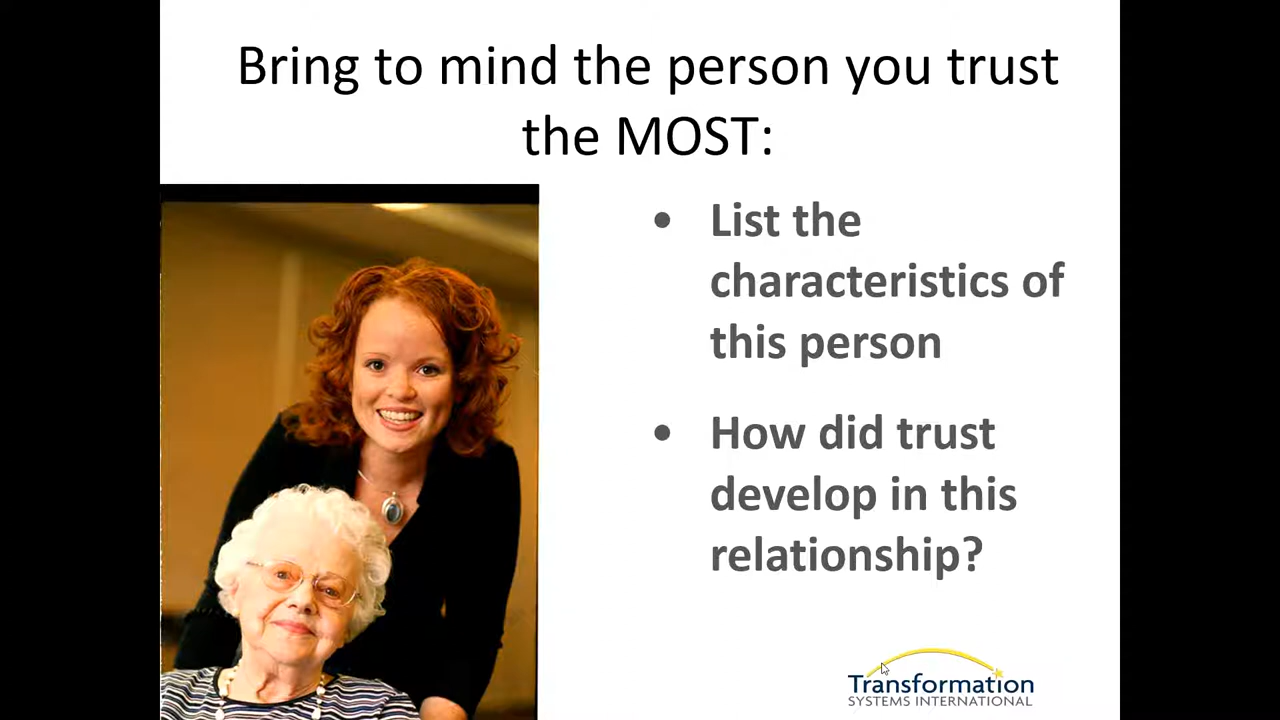 Bring to mind the person you trust
the MOST:
• List the
characteristics of
this person
• How did trust
develop in this
relationship?
Transformation
SYSTEMS INTERNATIONAL